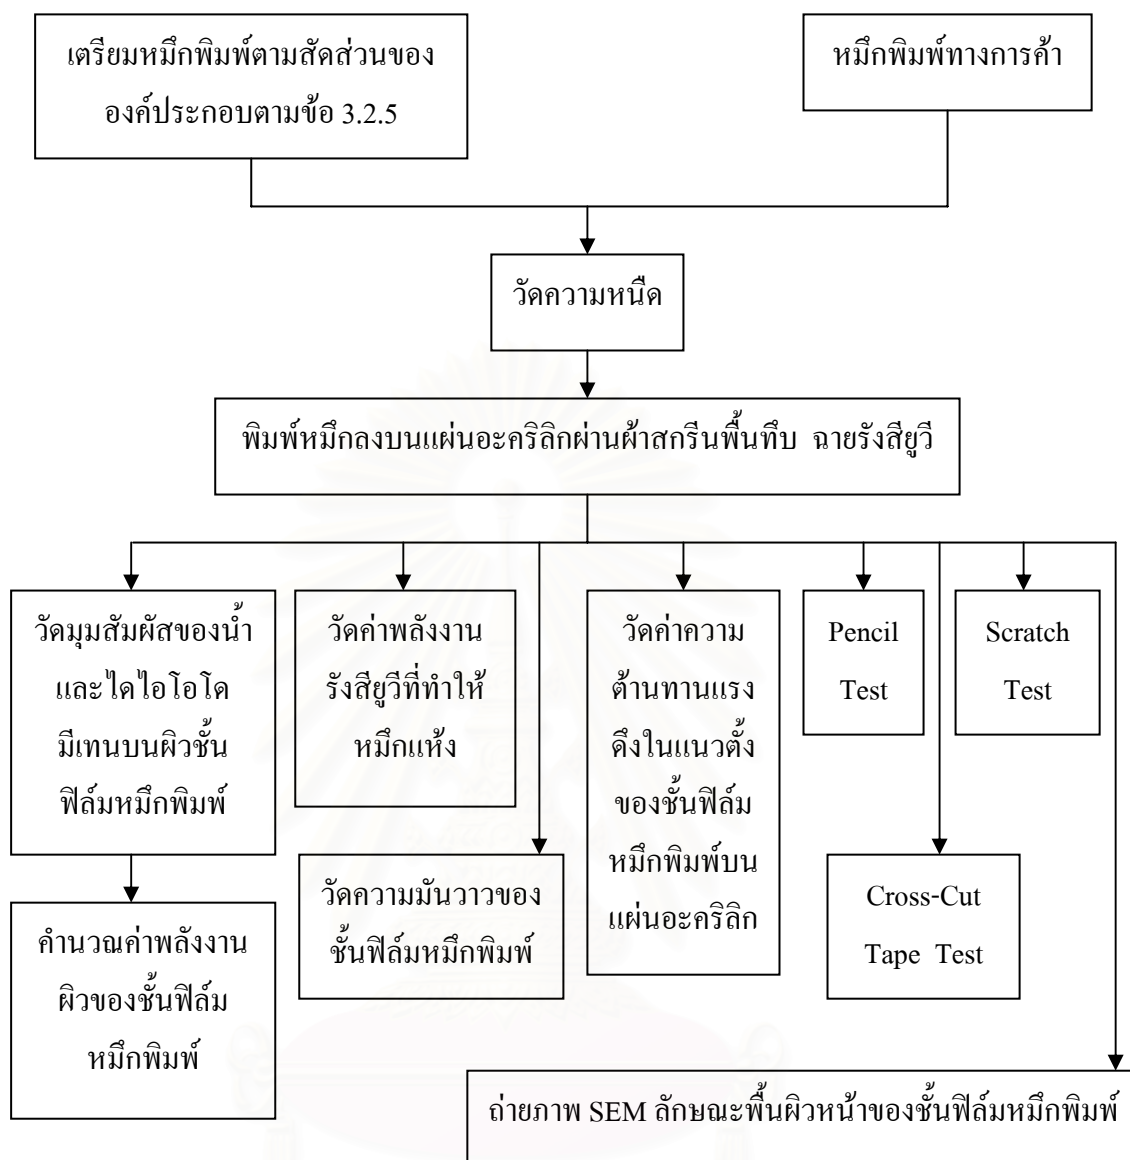 เตรียมหมึกพิมพ์ตามสัดส่วนของ
องค์ประกอบตามข้อ 3.2.5
หมึกพิมพ์ทางการค้า
วัดความหนืด
พิมพ์หมึกลงบนแผ่นอะคริลิกผ่านผ้าสกรีนพื้นทึบ ฉายรังสียูวี
วัดมุมสัมผัสของน้ำ
และไดไอโอโด
มีเทนบนผิวชั้น
ฟิล์มหมึกพิมพ์
วัดค่าพลังงาน
รังสียูวีที่ทำให้
หมึกแห้ง
วัดค่าความ
ต้านทานแรง
ดึงในแนวตั้ง
ของชั้นฟิล์ม
หมึกพิมพ์บน
แผ่นอะคริลิก
Pencil
Test
Scratch
Test
คำนวณค่าพลังงาน
ผิวของชั้นฟิล์ม
หมึกพิมพ์
วัดความมันวาวของ
ชั้นฟิล์มหมึกพิมพ์
Cross-Cut
Tape Test
ถ่ายภาพ SEM ลักษณะพื้นผิวหน้าของชั้นฟิล์มหมึกพิมพ์